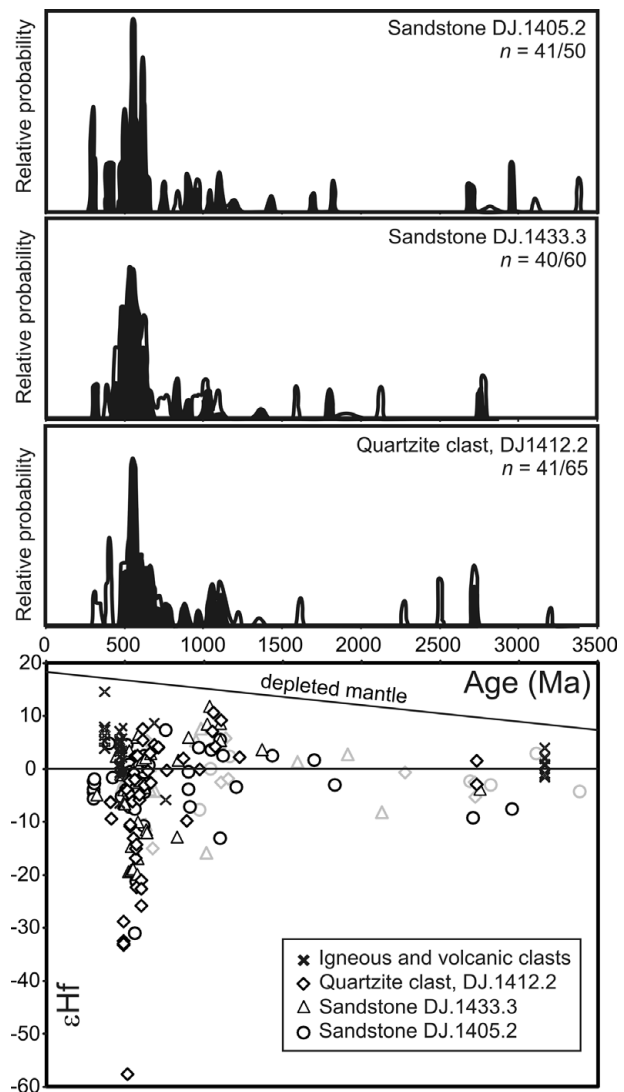 Sandstone DJ.1405.2
n = 41/50
Relative probability
Sandstone DJ.1433.3
n = 40/60
Relative probability
Quartzite clast, DJ1412.2
n = 41/65
Relative probability
0 500 1000 1500 2000 2500 3000 3500
Age (Ma)
depleted mantle
20
10
0
-10
-20
-30
-40
-50
-60
εHf
Igneous and volcanic clasts
Quartzite clast, DJ.1412.2
Sandstone DJ.1433.3
Sandstone DJ.1405.2